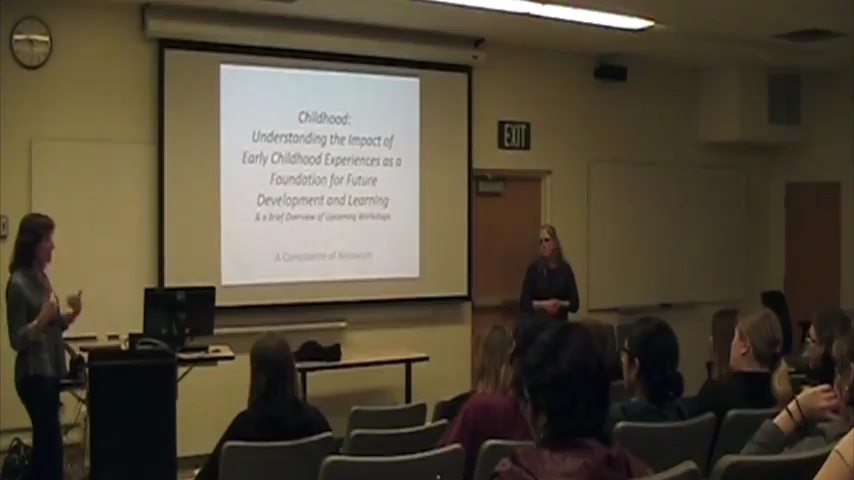 Childhood:
Understanding the Impact of
Early Childhood Experiences as a
Foundation for Future
Development and Learning
& a Brief Overview of Upcoming Workshops
A Compilation of Resources
EXIT